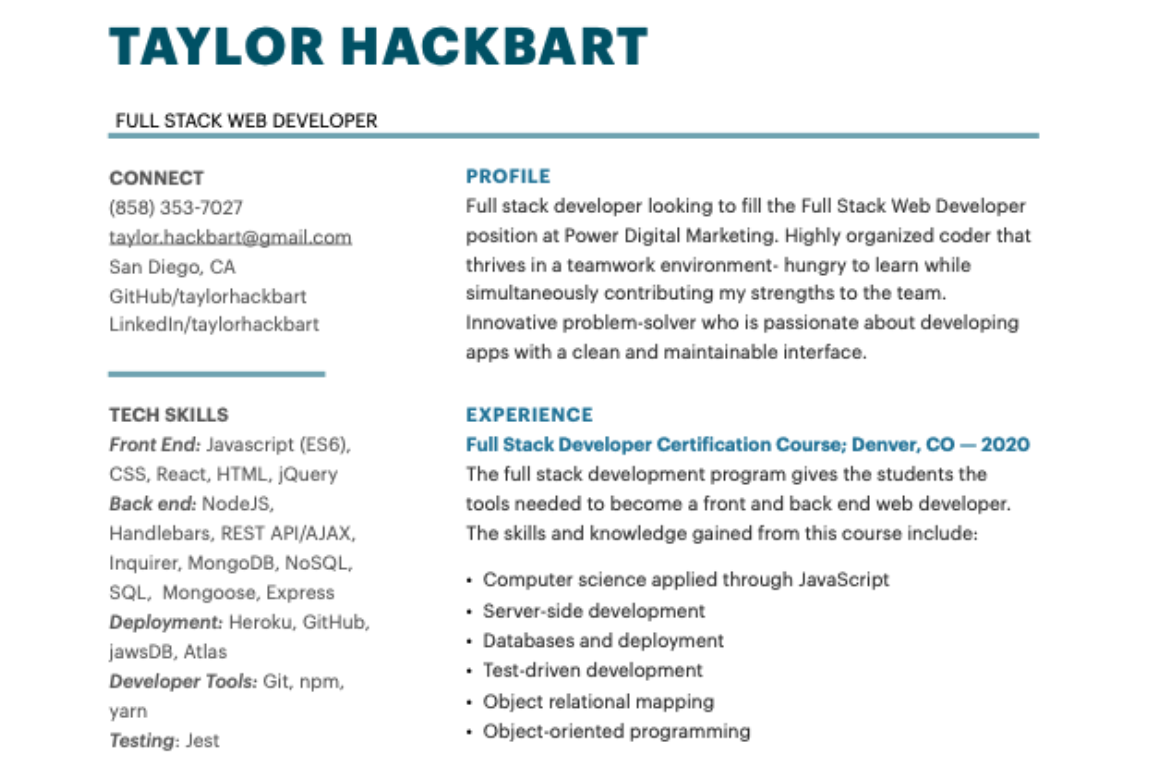 TAYLOR HACKBART
FULL STACK WEB DEVELOPER
CONNECT
(858) 353-7027
taylor.hackbart@gmail.com
San Diego, CA
GitHub/taylorhackbart
LinkedIn/taylorhackbart
TECH SKILLS
Front End: Javascript (ES6),
CSS, React, HTML, jQuery
Back end: NodeJS,
Handlebars, REST API/AJAX,
Inquirer, MongoDB, NoSQL,
SQL,  Mongoose, Express
Deployment: Heroku, GitHub,
jawsDB, Atlas
Developer Tools: Git, npm,
yarn
Testing: Jest
PROFILE
Full stack developer looking to fill the Full Stack Web Developer
position at Power Digital Marketing. Highly organized coder that
thrives in a teamwork environment- hungry to learn while
simultaneously contributing my strengths to the team.
Innovative problem-solver who is passionate about developing
apps with a clean and maintainable interface.
EXPERIENCE
Full Stack Developer Certification Course; Denver, CO — 2020
The full stack development program gives the students the
tools needed to become a front and back end web developer.
The skills and knowledge gained from this course include:
• Computer science applied through JavaScript
• Server-side development
• Databases and deployment
• Test-driven development
• Object relational mapping
• Object-oriented programming